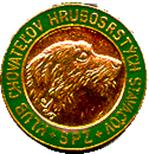 KLUB CHOVATEĽOV HRUBOSRSTÝCH STAVAČOV
SPZ